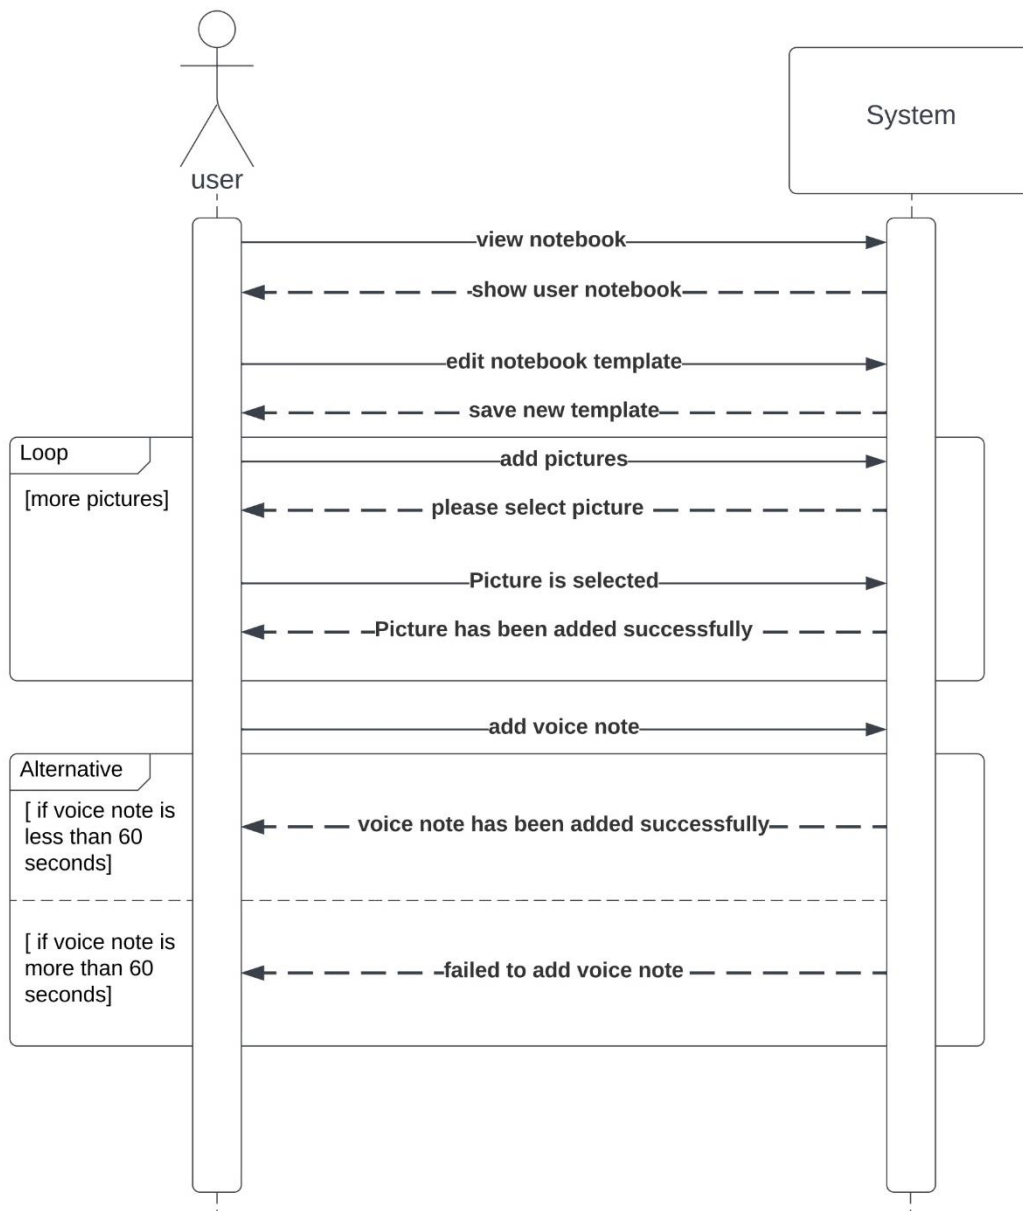 System
user
view notebook
show user notebook
edit notebook template
save new template
Loop
add pictures
[more pictures]
please select picture
Picture is selected
Picture has been added successfully
add voice note
Alternative
[ if voice note is
less than 60
seconds]
voice note has been added successfully
[ if voice note is
more than 60
seconds]
failed to add voice note